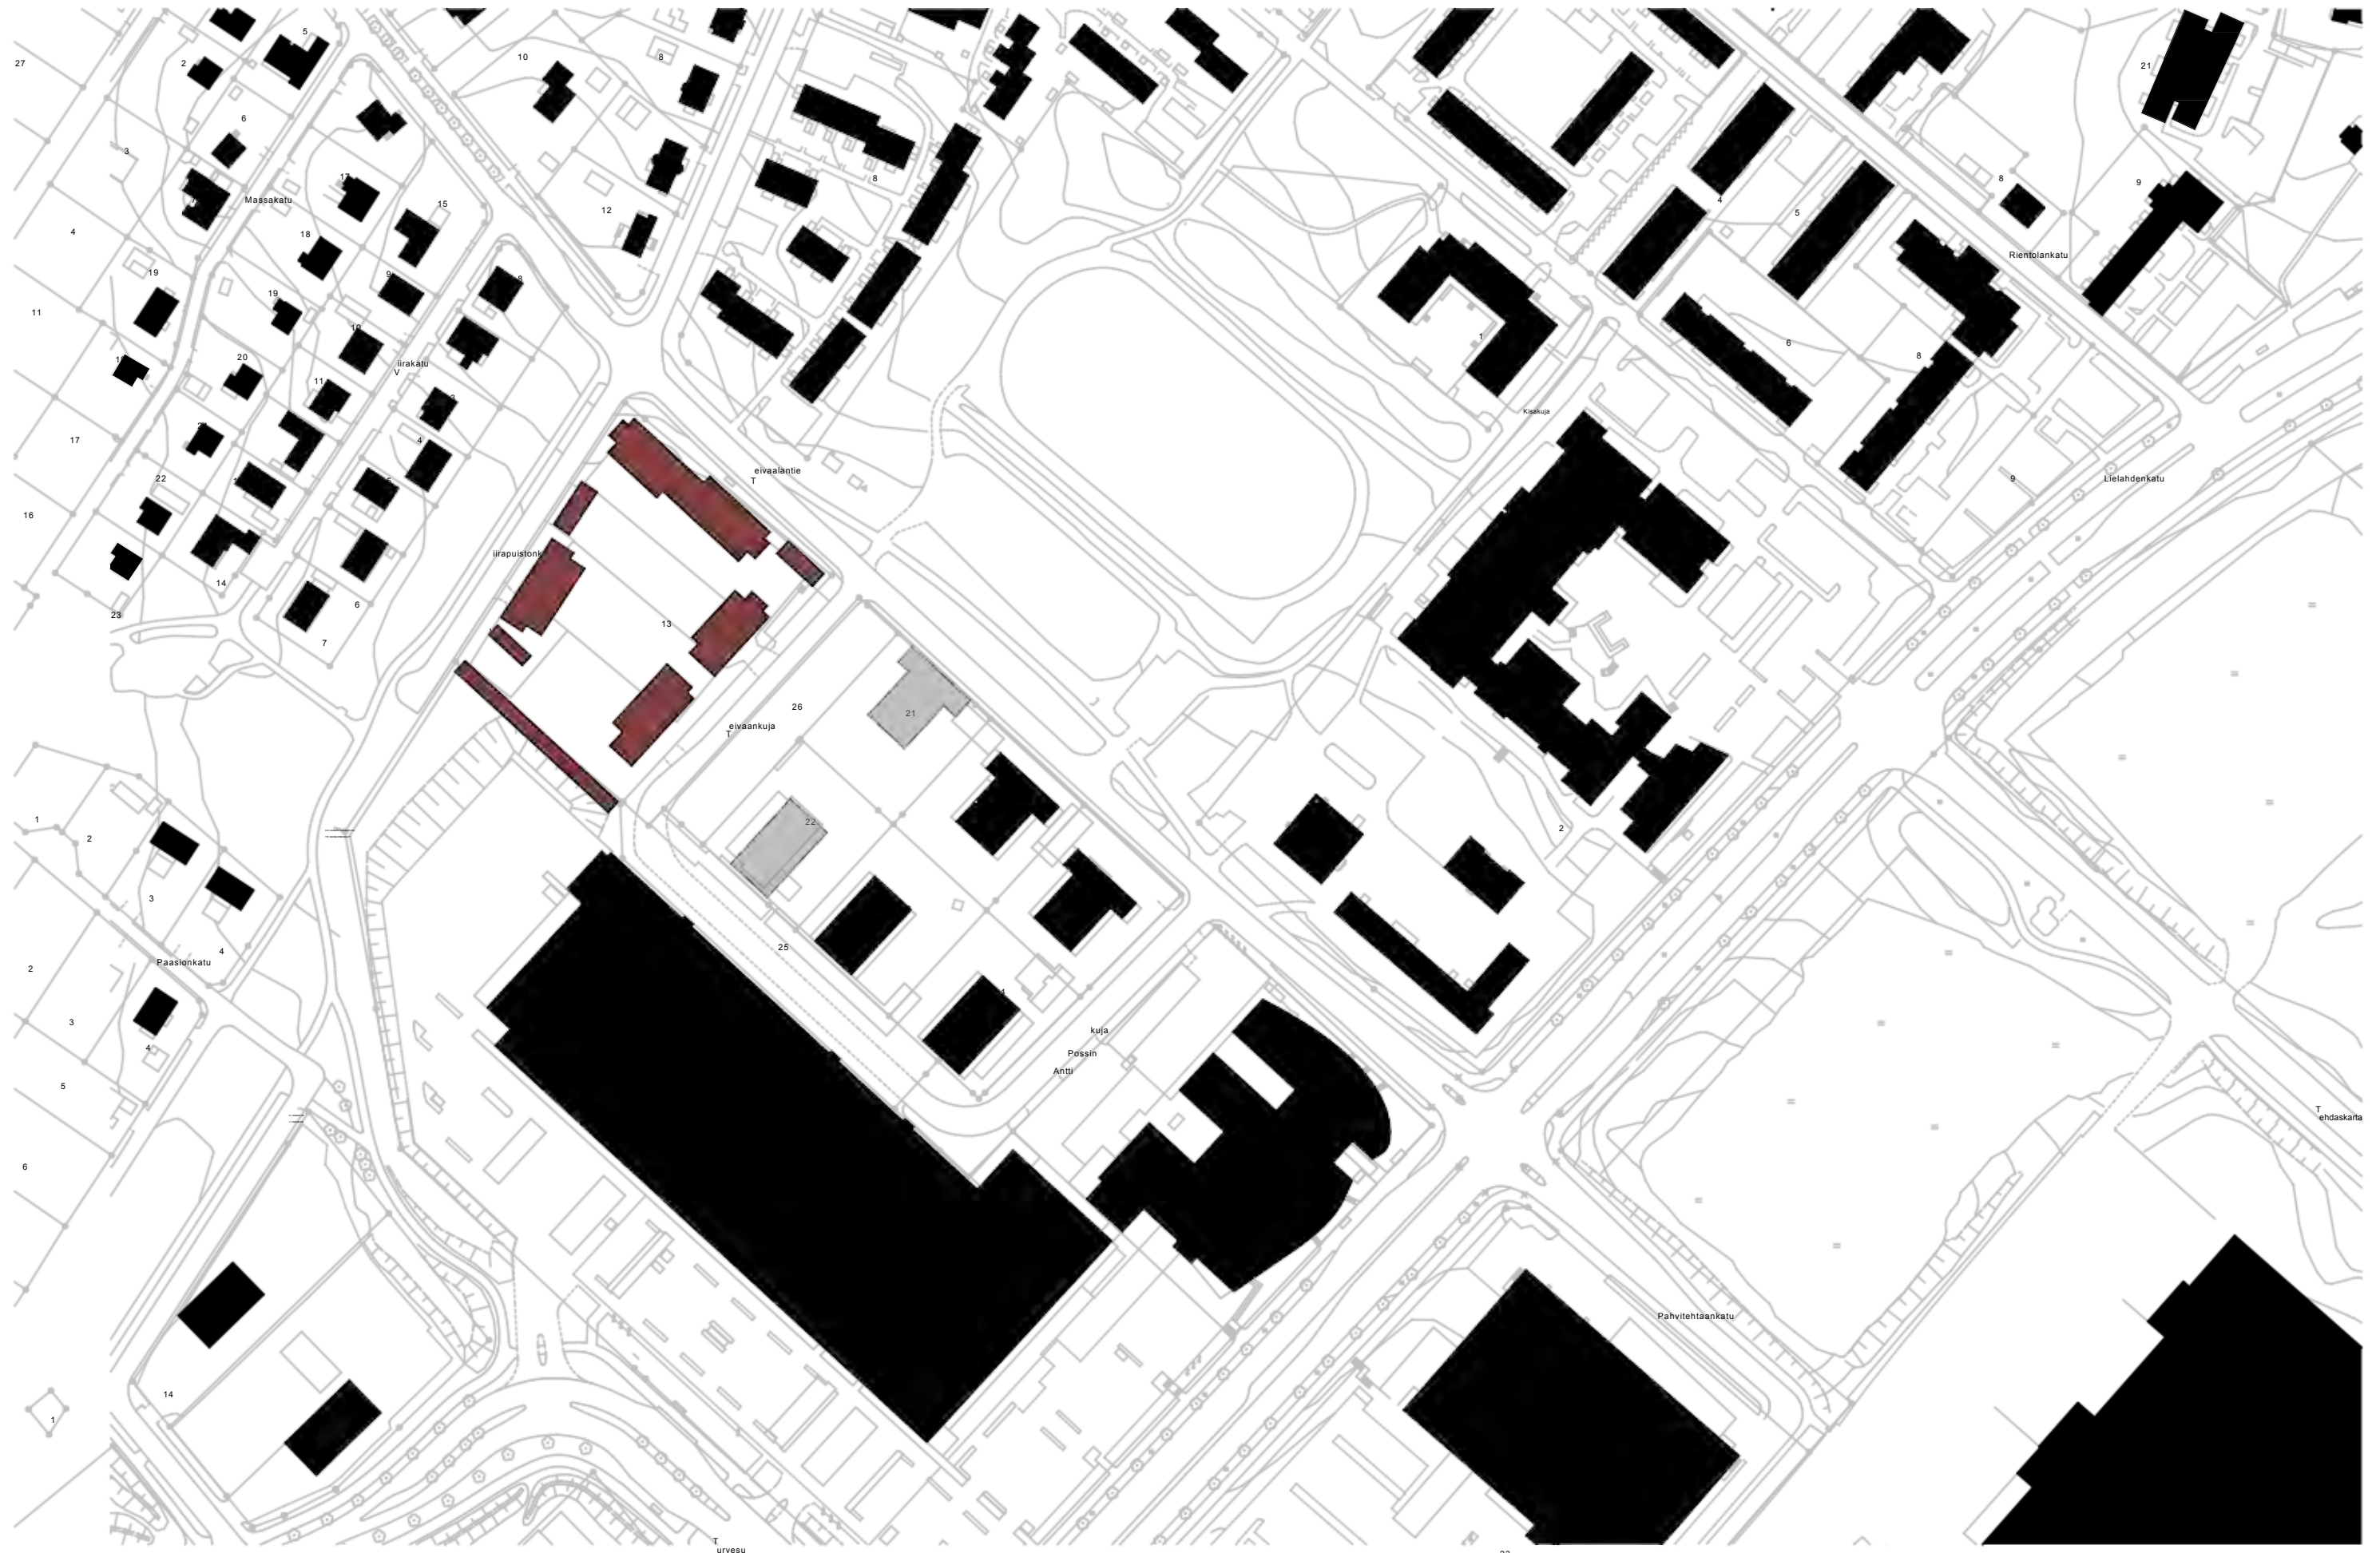 5
27
2
10
8
21
6
3
17
8
8
9
7
Massakatu
15
4
12
5
4
18
Rientolankatu
19
9
8
19
11
10
1
6
20
8
iirakatu
V
11
3
Kisakuja
17
4
21
eivaalantie
T
22
9
Lielahdenkatu
16
iirapuistonk
14
6
23
13
7
26
21
eivaankuja
T
1
22
2
2
3
25
4
Paasionkatu
2
3
kuja
4
Possin
Antti
5
T
ehdaskarta
6
Pahvitehtaankatu
14
1
T
urvesu